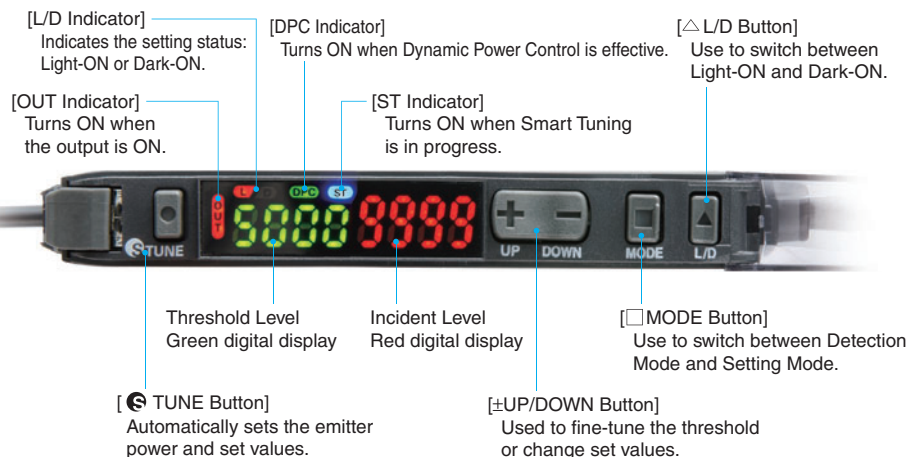 [L/D Indicator]
Indicates the setting status:
Light-ON or Dark-ON.
[DPC Indicator]
Turns ON when Dynamic Power Control is effective.
[△ L/D Button]
Use to switch between
Light-ON and Dark-ON.
[OUT Indicator]
Turns ON when
the output is ON.
[ST Indicator]
Turns ON when Smart Tuning
is in progress.
L DPC ST
OUT
5000 9999
STUNE
UP DOWN
MODE
L/D
Threshold Level
Green digital display
Incident Level
Red digital display
[□ MODE Button]
Use to switch between Detection
Mode and Setting Mode.
[S TUNE Button]
Automatically sets the emitter
power and set values.
[±UP/DOWN Button]
Used to fine-tune the threshold
or change set values.